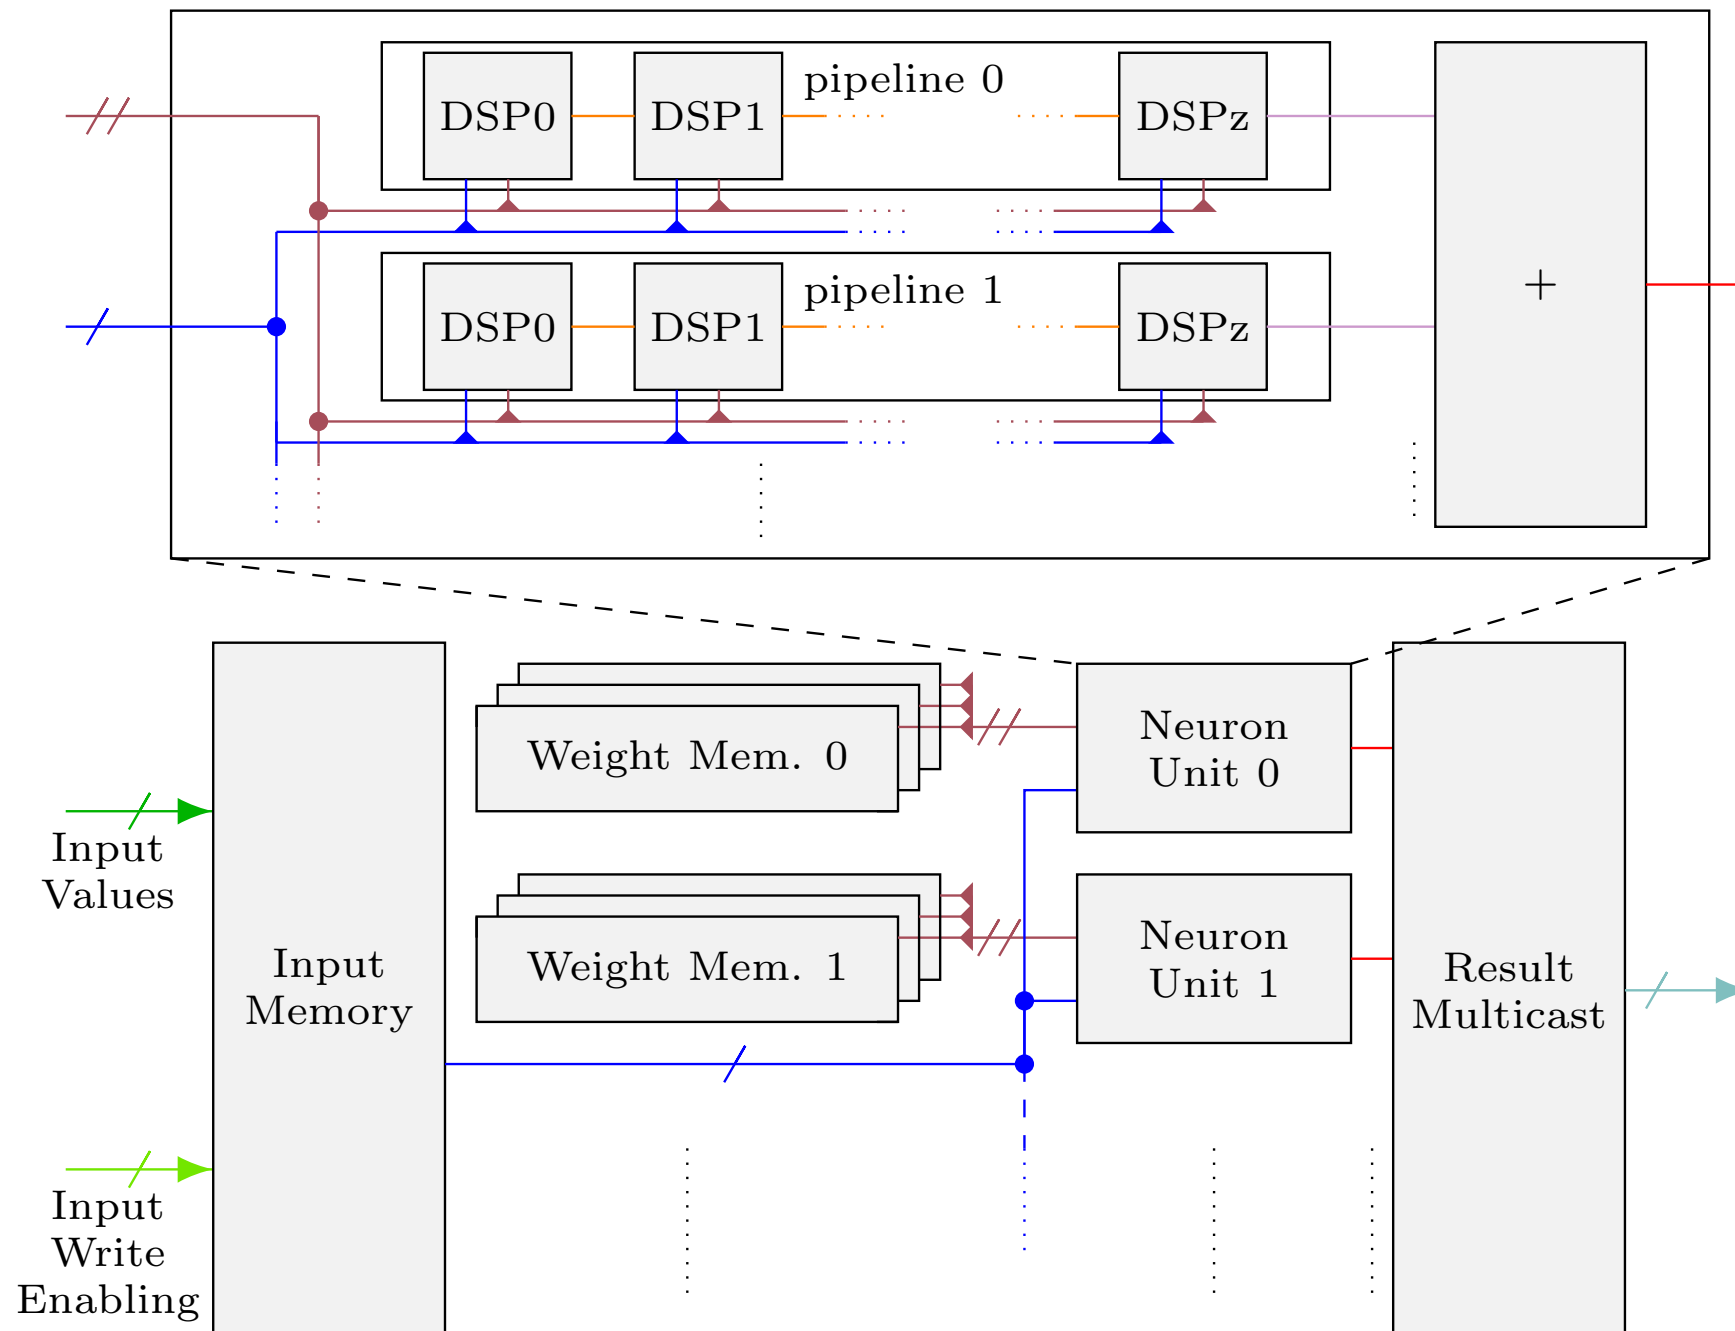 pipeline 0
DSP0 DSP1 DSPz
pipeline 1
DSP0 DSP1 DSPz
+
Weight Mem. 0
Neuron
Unit 0
Input
Values
Weight Mem. 1
Neuron
Unit 1
Input
Memory
Result
Multicast
Input
Write
Enabling